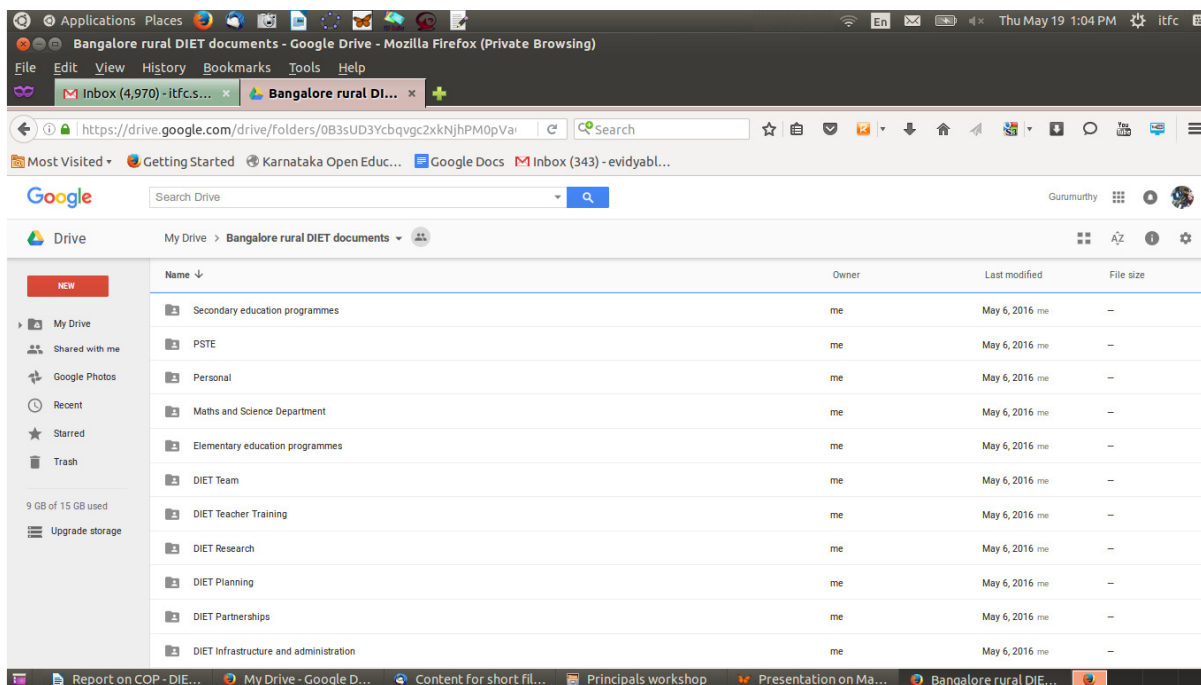 Applications Places En Thu May 19 1:04 PM itfc
Bangalore rural DIET documents - Google Drive - Mozilla Firefox (Private Browsing)
File Edit View History Bookmarks Tools Help
Inbox (4,970) - itfc.s... × Bangalore rural DI... ×
https://drive.google.com/drive/folders/0B3sUD3Ycbqvgc2xkNjhPM0pVa Search
Most Visited Getting Started Karnataka Open Educ... Google Docs Inbox (343) - evidyabl...
Google Search Drive Gurumurthy
Drive My Drive > Bangalore rural DIET documents AZ
NEW
My Drive
Shared with me
Google Photos
Recent
Starred
Trash
9 GB of 15 GB used
Upgrade storage
Name Owner Last modified File size
Secondary education programmes me May 6, 2016 me –
PSTE me May 6, 2016 me –
Personal me May 6, 2016 me –
Maths and Science Department me May 6, 2016 me –
Elementary education programmes me May 6, 2016 me –
DIET Team me May 6, 2016 me –
DIET Teacher Training me May 6, 2016 me –
DIET Research me May 6, 2016 me –
DIET Planning me May 6, 2016 me –
DIET Partnerships me May 6, 2016 me –
DIET Infrastructure and administration me May 6, 2016 me –
Report on COP - DIE... My Drive - Google D... Content for short fil... Principals workshop Presentation on Ma... Bangalore rural DIE...